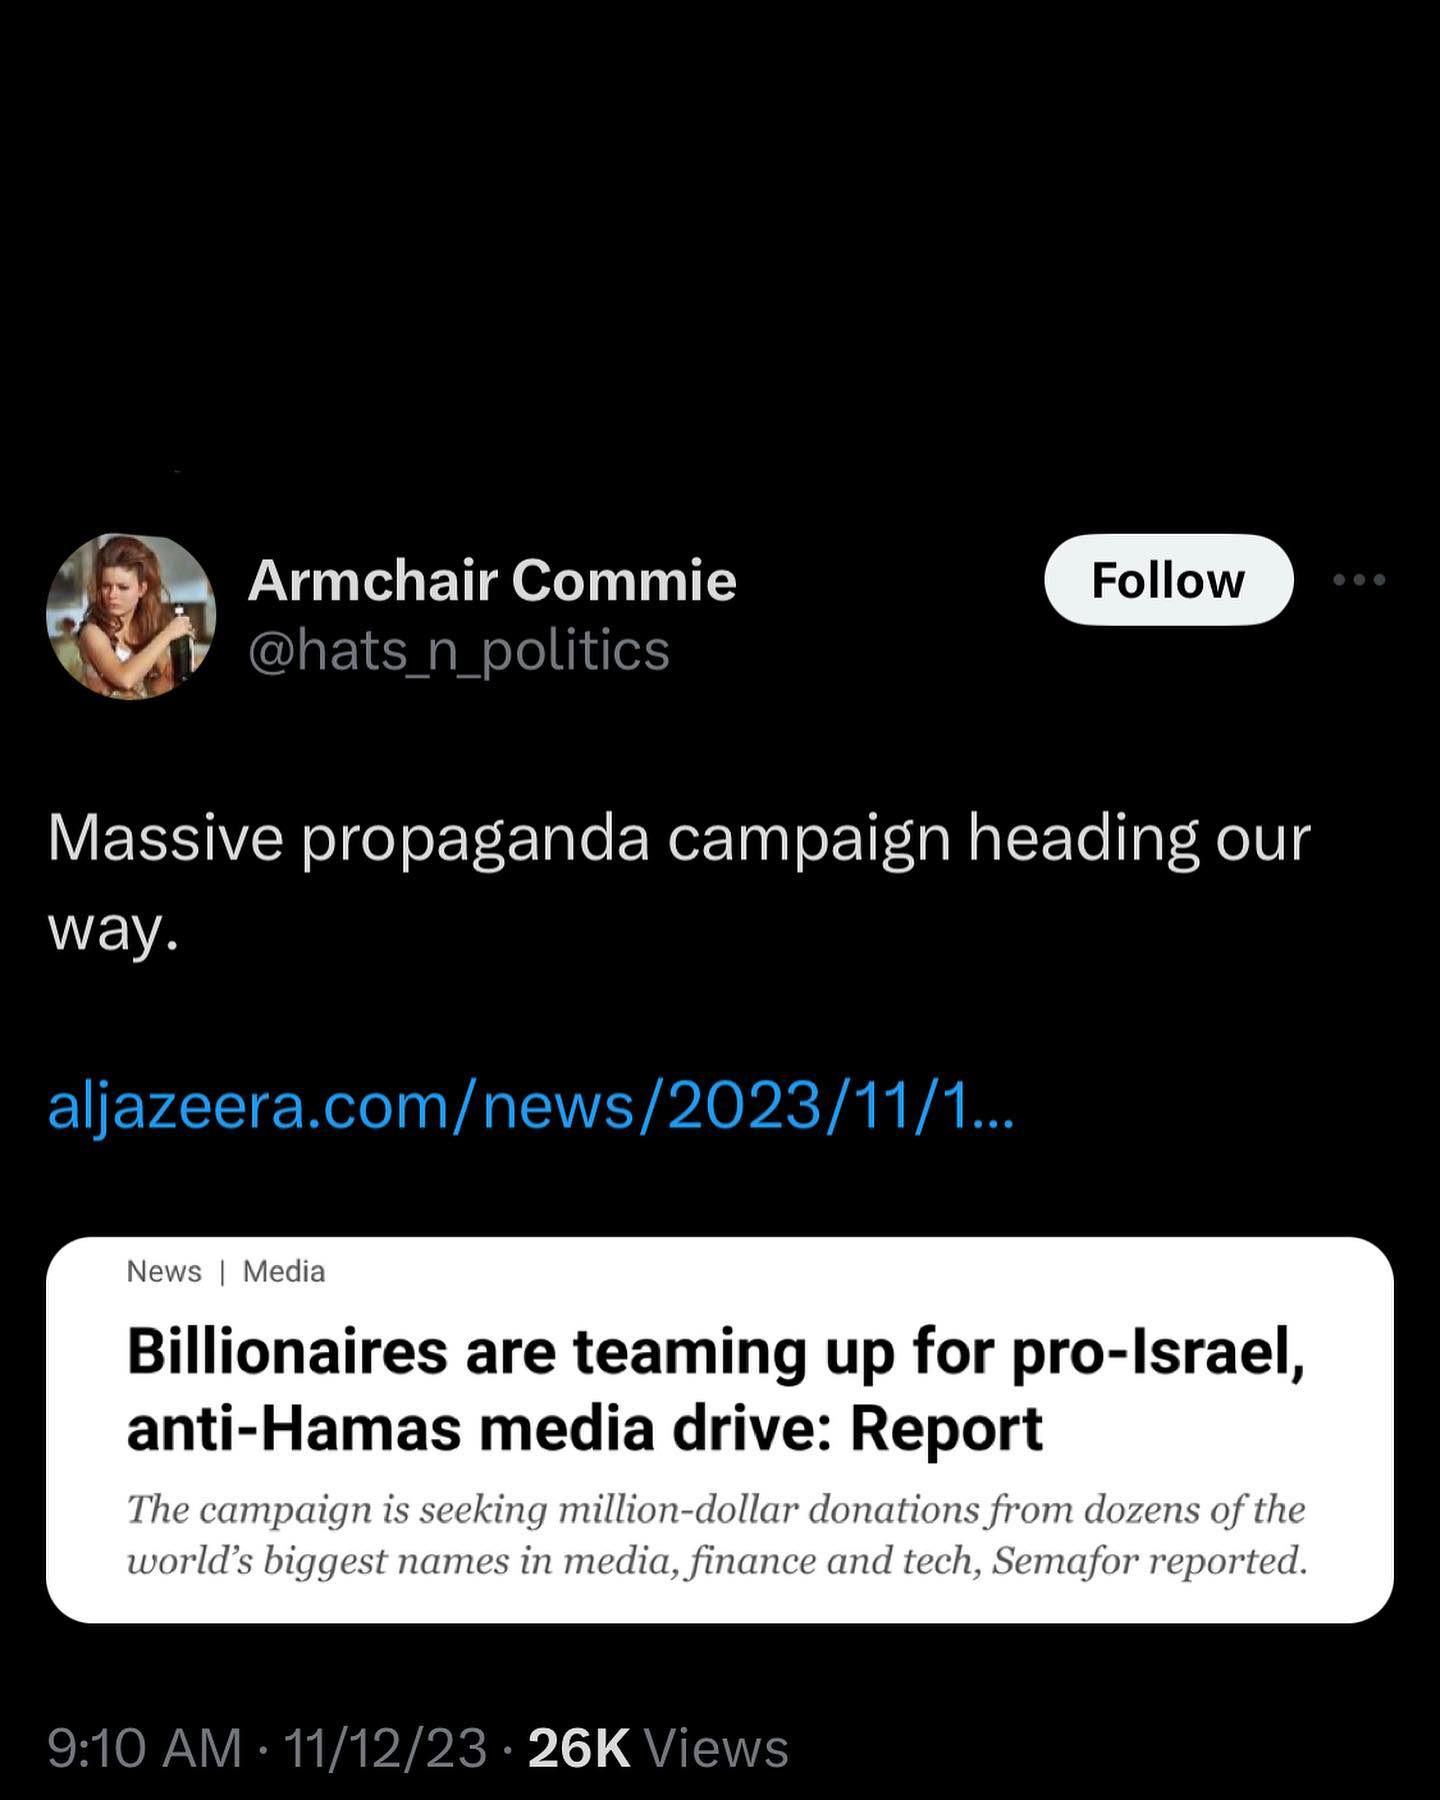 Armchair Commie
Follow
@hats_n_politics
Massive propaganda campaign heading our
way.
aljazeera.com/news/2023/11/1...
News | Media
Billionaires are teaming up for pro-Israel,
anti-Hamas media drive: Report
The campaign is seeking million-dollar donations from dozens of the
world’s biggest names in media, finance and tech, Semafor reported.
9:10 AM · 11/12/23 · 26K Views